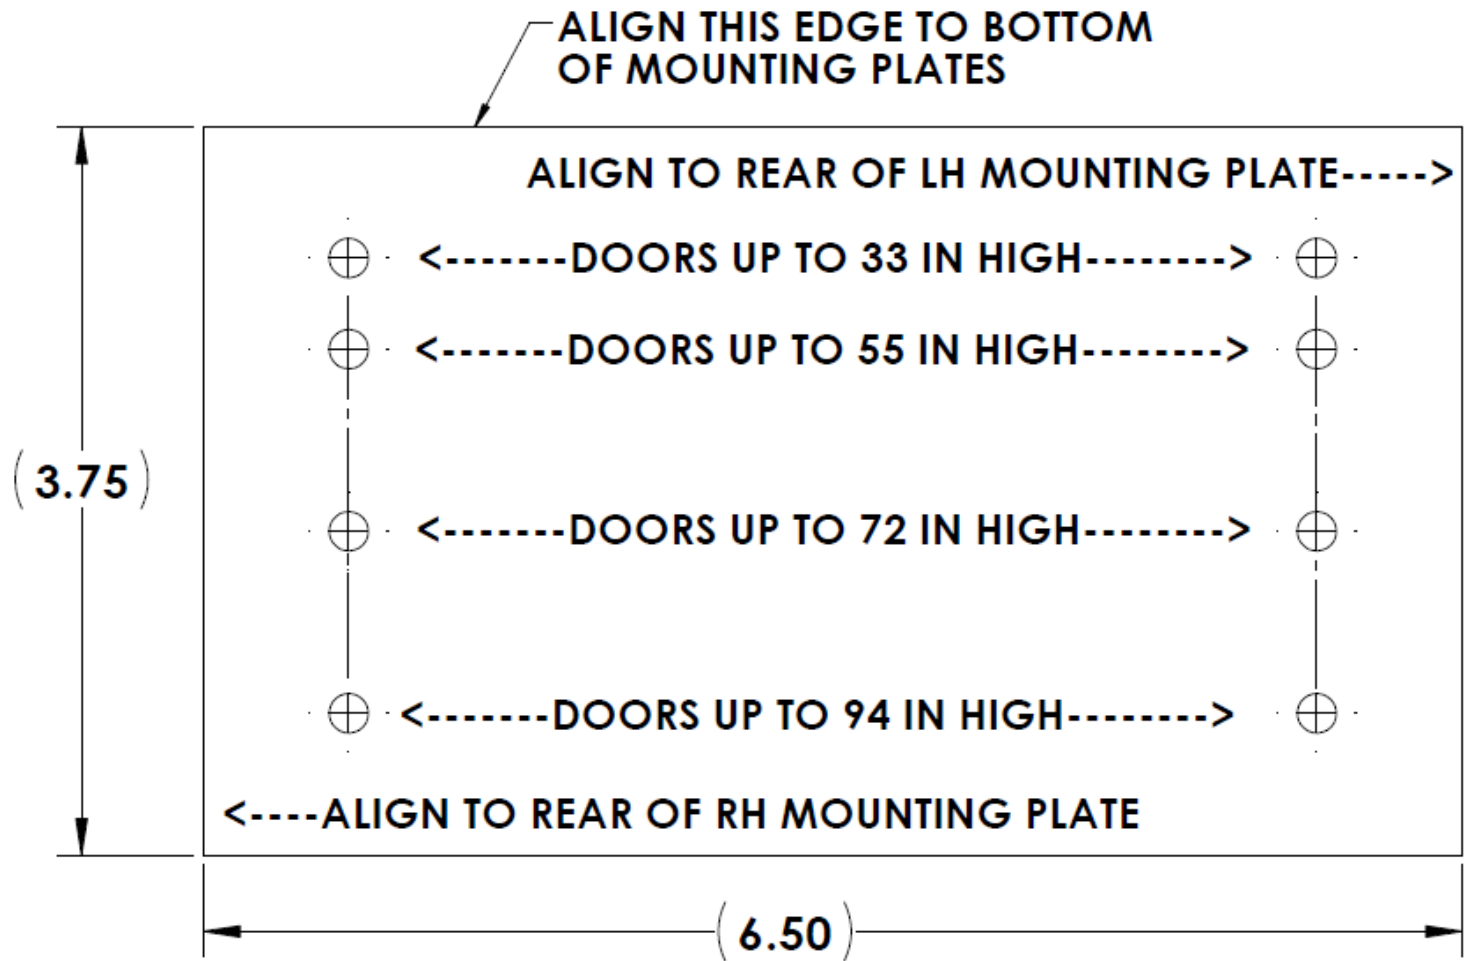 ALIGN THIS EDGE TO BOTTOM
OF MOUNTING PLATES
ALIGN TO REAR OF LH MOUNTING PLATE----->
<-------DOORS UP TO 33 IN HIGH-------->
<-------DOORS UP TO 55 IN HIGH-------->
(3.75)
<-------DOORS UP TO 72 IN HIGH-------->
<-------DOORS UP TO 94 IN HIGH-------->
<----ALIGN TO REAR OF RH MOUNTING PLATE
(6.50)